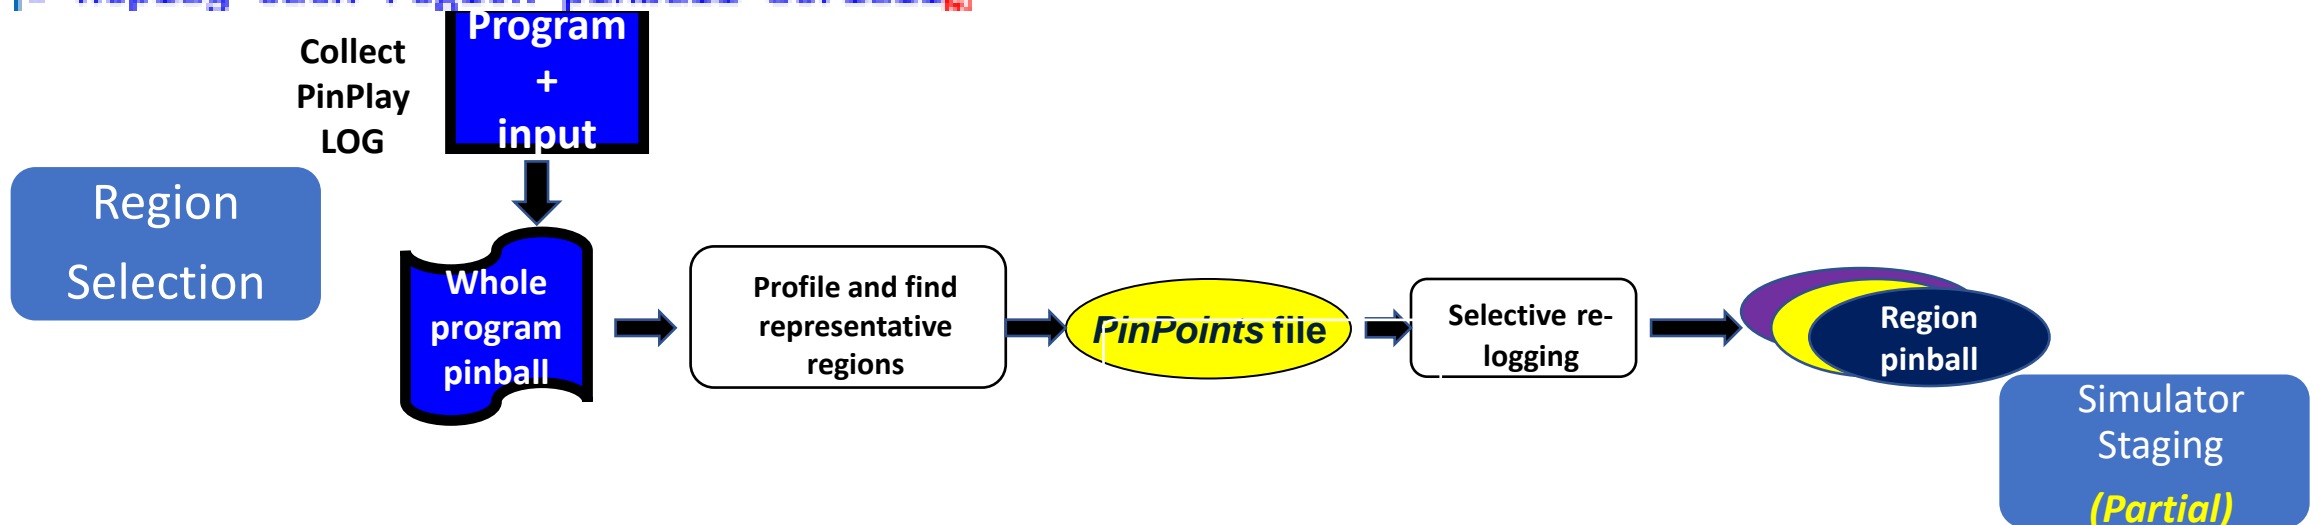 Program
+
input
Collect
PinPlay
LOG
Region
Selection
Whole
program
pinball
Profile and find
representative
regions
PinPoints file
Selective re-
logging
Region
pinball
Simulator
Staging
(Partial)